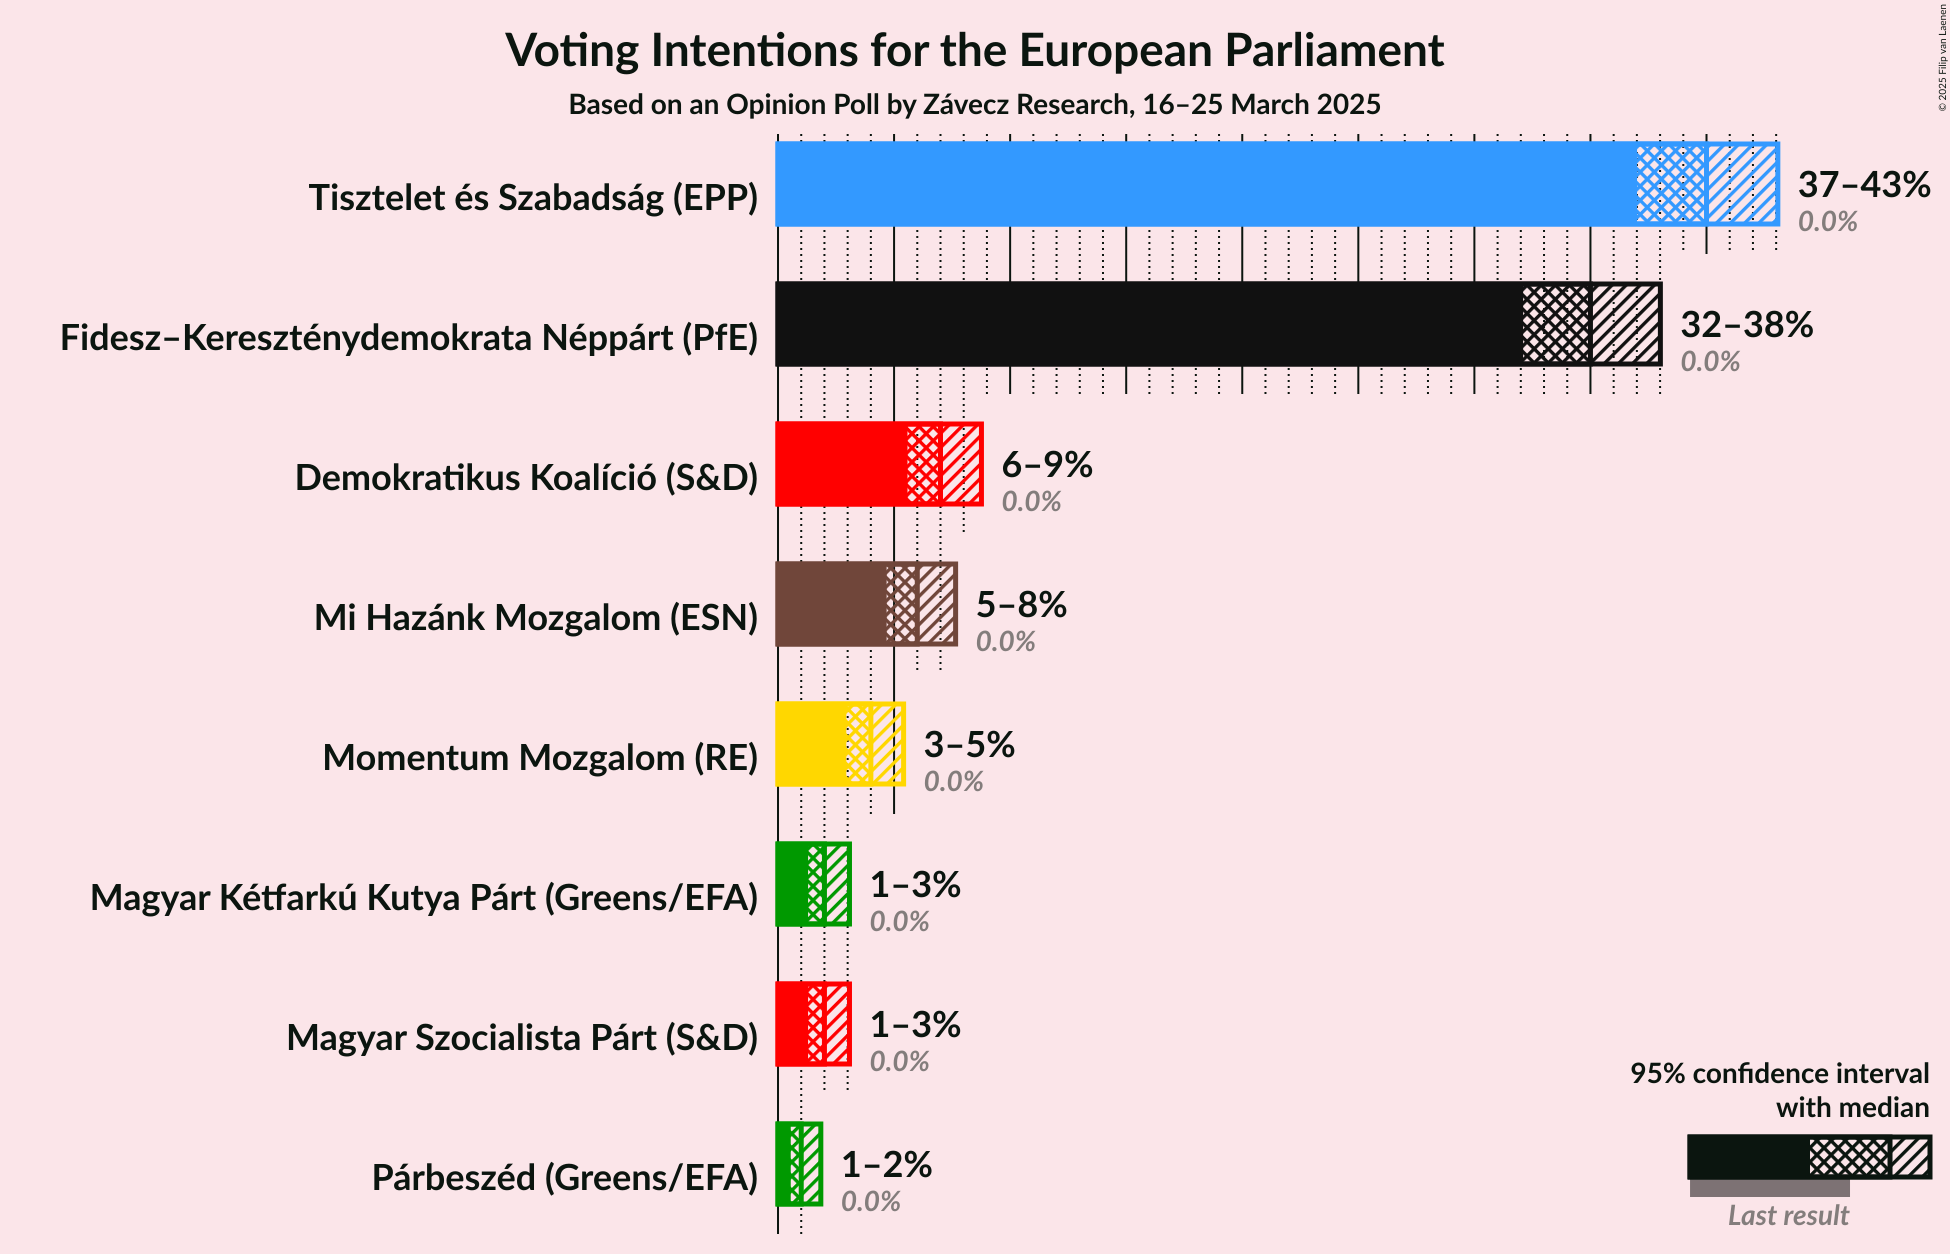 Voting Intentions for the European Parliament
Based on an Opinion Poll by Závecz Research, 16–25 March 2025
© 2025 Filip van Laenen
Tisztelet és Szabadság (EPP)
37–43%
0.0%
Fidesz–Kereszténydemokrata Néppárt (PfE)
32–38%
0.0%
Demokratikus Koalíció (S&D)
6–9%
0.0%
Mi Hazánk Mozgalom (ESN)
5–8%
0.0%
Momentum Mozgalom (RE)
3–5%
0.0%
Magyar Kétfarkú Kutya Párt (Greens/EFA)
1–3%
0.0%
Magyar Szocialista Párt (S&D)
1–3%
0.0%
Párbeszéd (Greens/EFA)
1–2%
0.0%
95% confidence interval
with median
Last result